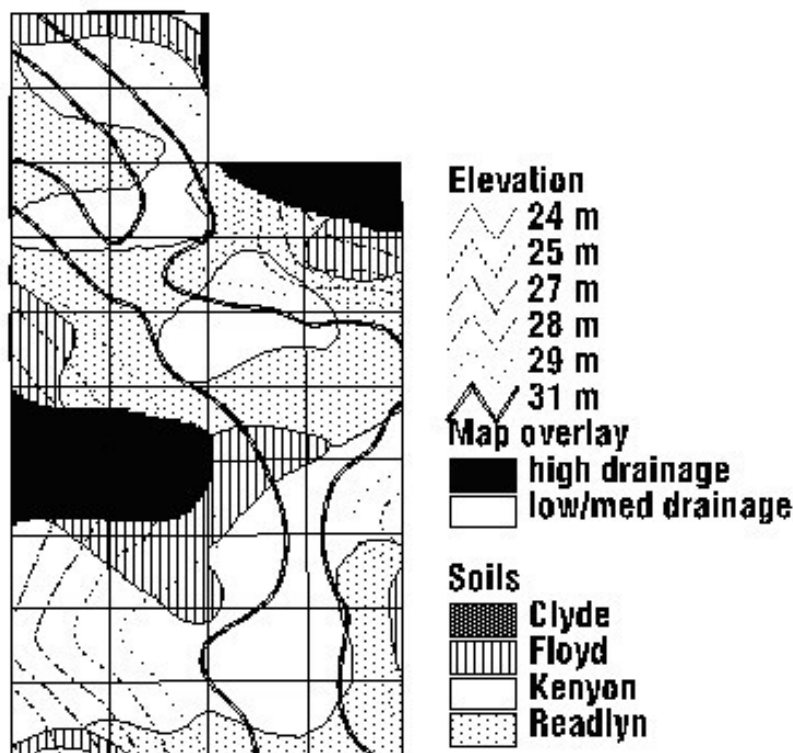 Elevation
24 m
25 m
27 m
28 m
29 m
31 m
Map overlay
high drainage
low/med drainage
Soils
Clyde
Floyd
Kenyon
Readlyn